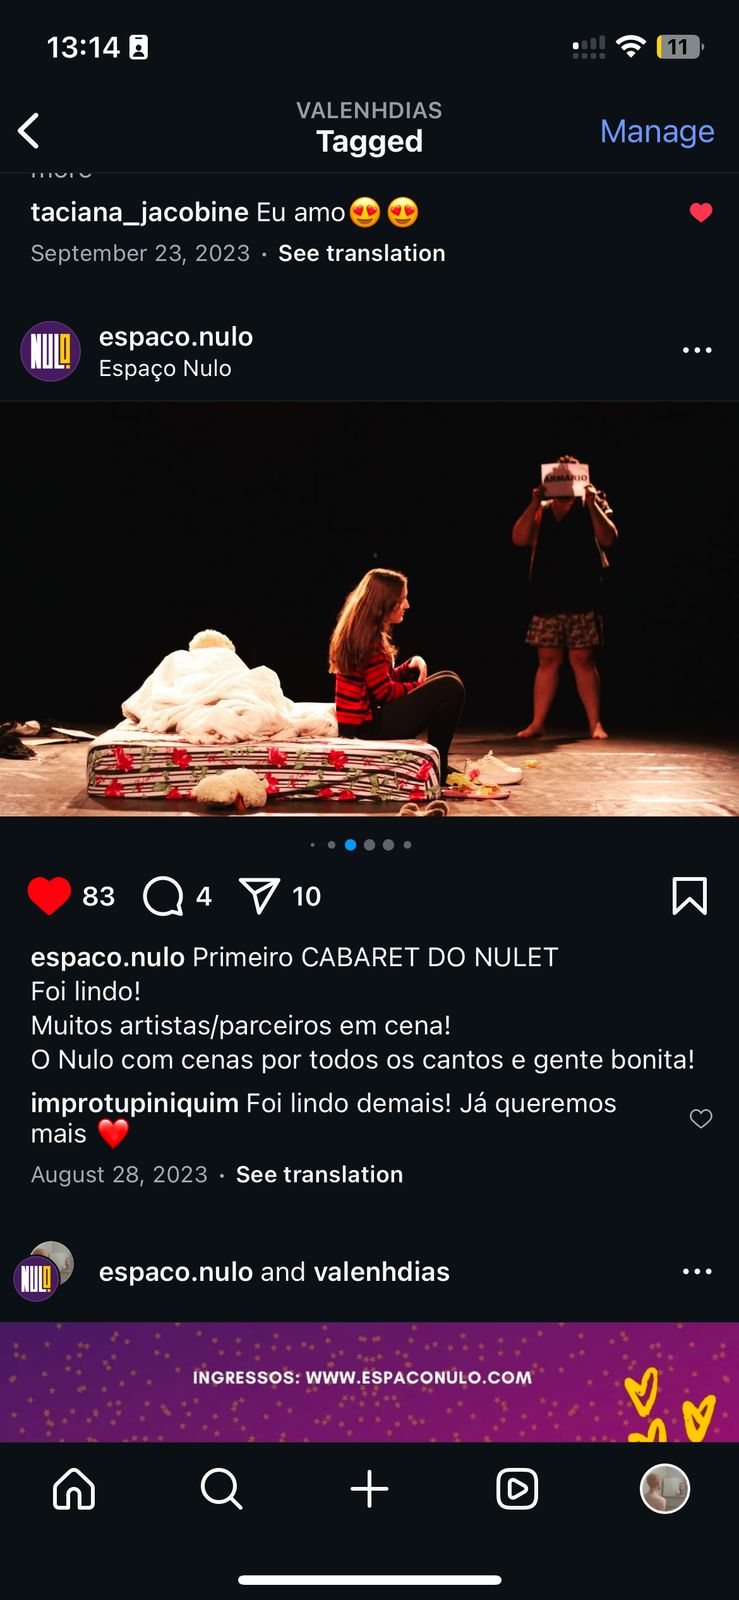 13:14
11
VALENHDIAS
Tagged
Manage
more
taciana_jacobine Eu amo😍😍
September 23, 2023 · See translation
NULO
espaco.nulo
Espaço Nulo
ARMÁRIO
83
4
10
espaco.nulo Primeiro CABARET DO NULET
Foi lindo!
Muitos artistas/parceiros em cena!
O Nulo com cenas por todos os cantos e gente bonita!
improtupiniquim Foi lindo demais! Já queremos
mais ❤️
August 28, 2023 · See translation
NULO
espaco.nulo and valenhdias
INGRESSOS: WWW.ESPACONULO.COM